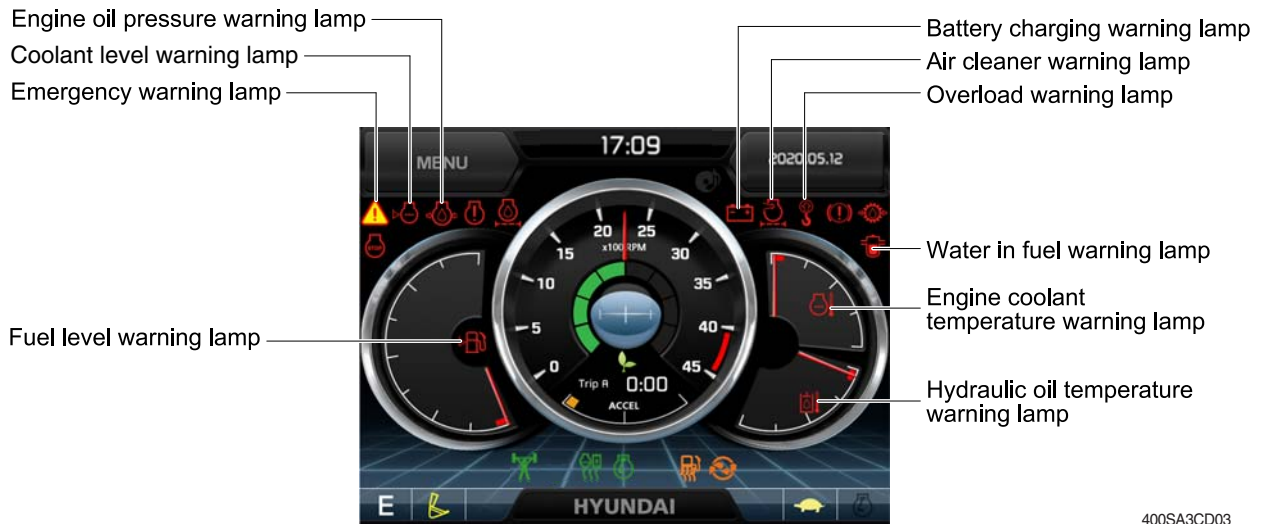 Engine oil pressure warning lamp
Coolant level warning lamp
Emergency warning lamp
Fuel level warning lamp
Battery charging warning lamp
Air cleaner warning lamp
Overload warning lamp
Water in fuel warning lamp
Engine coolant
temperature warning lamp
Hydraulic oil temperature
warning lamp
MENU
17:09
2020.05.12
0
5
10
15
20
25
30
35
40
45
x100 RPM
Trip A 0:00
ACCEL
STOP
E
HYUNDAI
400SA3CD03